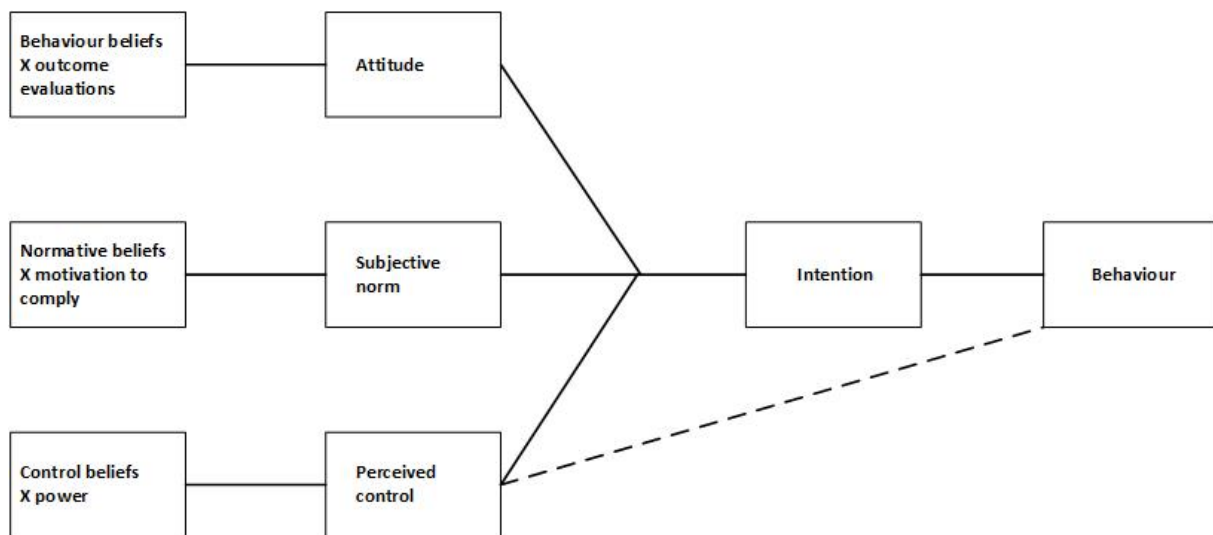 Behaviour beliefs
X outcome
evaluations
Attitude
Normative beliefs
X motivation to
comply
Subjective
norm
Intention
Behaviour
Control beliefs
X power
Perceived
control